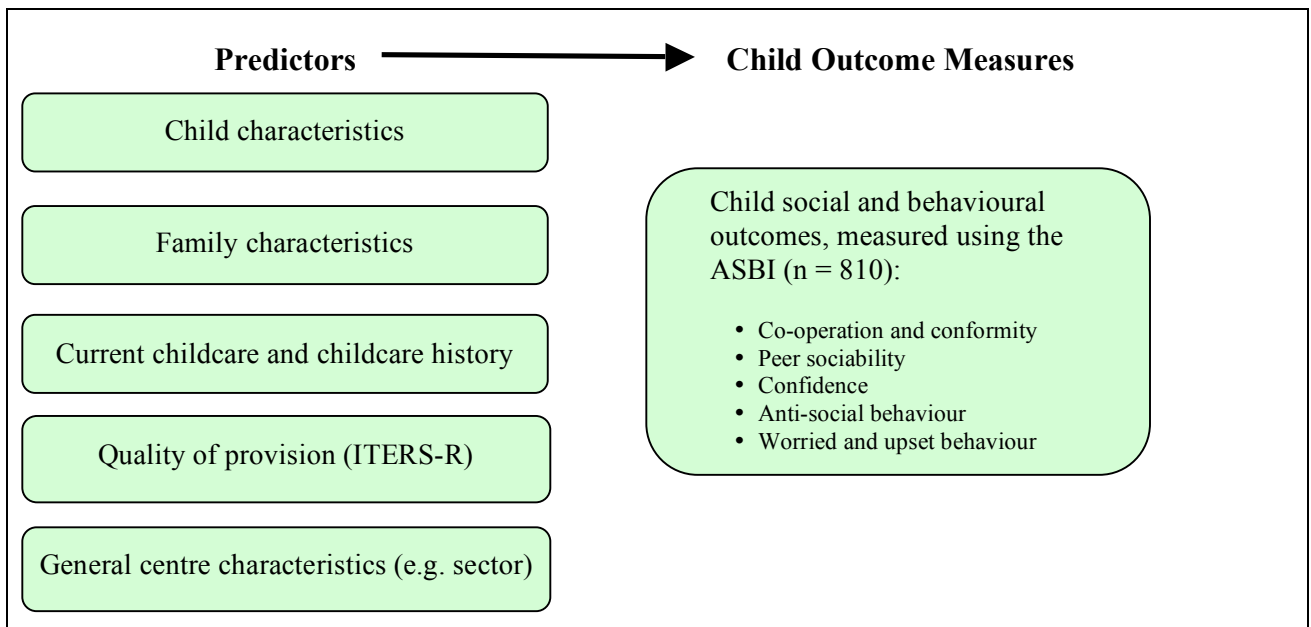 Predictors
Child Outcome Measures
Child characteristics
Family characteristics
Current childcare and childcare history
Quality of provision (ITERS-R)
General centre characteristics (e.g. sector)
Child social and behavioural
outcomes, measured using the
ASBI (n = 810):
• Co-operation and conformity
• Peer sociability
• Confidence
• Anti-social behaviour
• Worried and upset behaviour